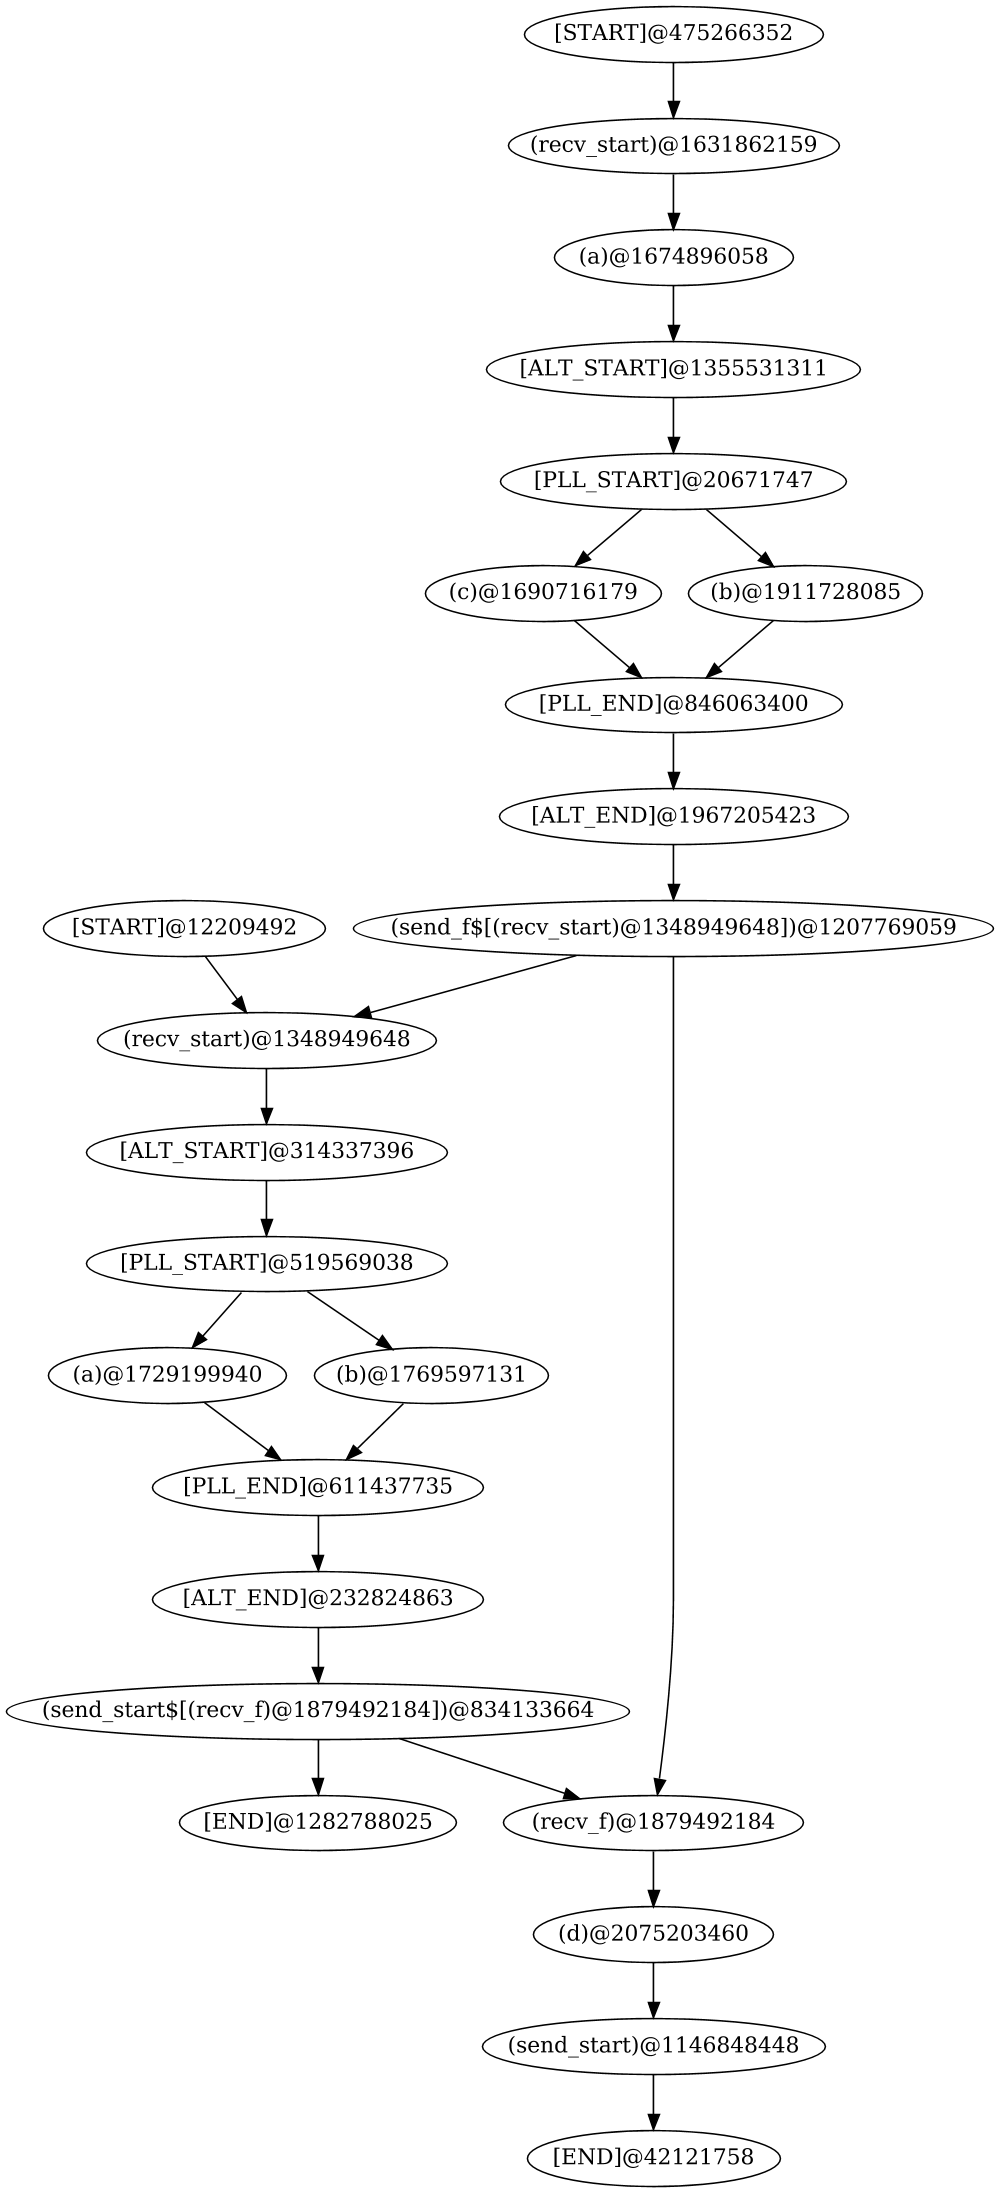 [START]@475266352
(recv_start)@1631862159
(a)@1674896058
[ALT_START]@1355531311
[PLL_START]@20671747
(c)@1690716179
(b)@1911728085
[PLL_END]@846063400
[ALT_END]@1967205423
[START]@12209492
(send_f$[(recv_start)@1348949648])@1207769059
(recv_start)@1348949648
[ALT_START]@314337396
[PLL_START]@519569038
(a)@1729199940
(b)@1769597131
[PLL_END]@611437735
[ALT_END]@232824863
(send_start$[(recv_f)@1879492184])@834133664
[END]@1282788025
(recv_f)@1879492184
(d)@2075203460
(send_start)@1146848448
[END]@42121758